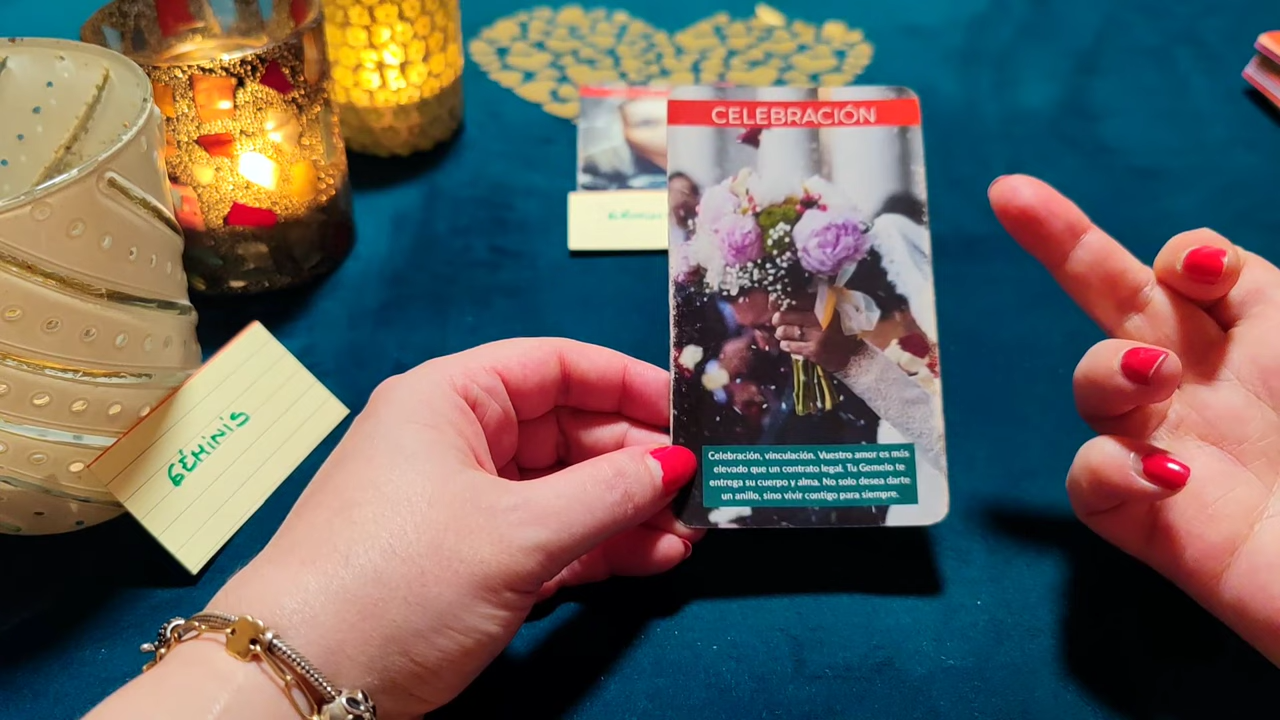 CELEBRACIÓN
GÉMINIS
Celebración, vinculación. Vuestro amor es más
elevado que un contrato legal. Tu Gemelo te
entrega su cuerpo y alma. No solo desea darte
un anillo, sino vivir contigo para siempre.